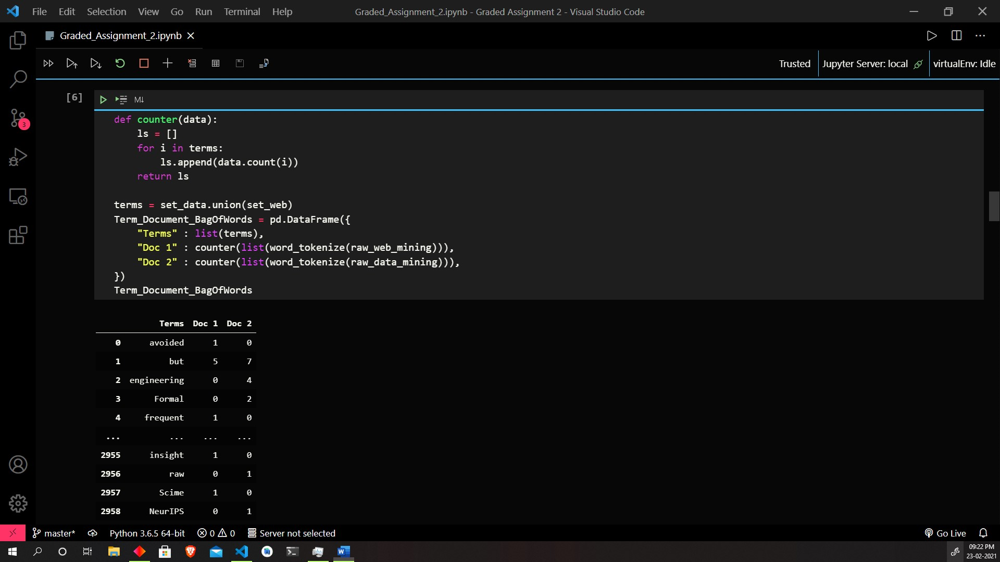 File Edit Selection View Go Run Terminal Help Graded_Assignment_2.ipynb - Graded Assignment 2 - Visual Studio Code
Graded_Assignment_2.ipynb
Trusted Jupyter Server: local virtualEnv: Idle
3
[6] M↓
def counter(data):
    ls = []
    for i in terms:
        ls.append(data.count(i))
    return ls
terms = set_data.union(set_web)
Term_Document_BagOfWords = pd.DataFrame({
    "Terms" : list(terms),
    "Doc 1" : counter(list(word_tokenize(raw_web_mining))),
    "Doc 2" : counter(list(word_tokenize(raw_data_mining))),
})
Term_Document_BagOfWords
Terms Doc 1 Doc 2
0 avoided 1 0
1 but 5 7
2 engineering 0 4
3 Formal 0 2
4 frequent 1 0
... ... ... ...
2955 insight 1 0
2956 raw 0 1
2957 Scime 1 0
2958 NeurIPS 0 1
master* Python 3.6.5 64-bit 0 0 Server not selected Go Live
09:22 PM
23-02-2021